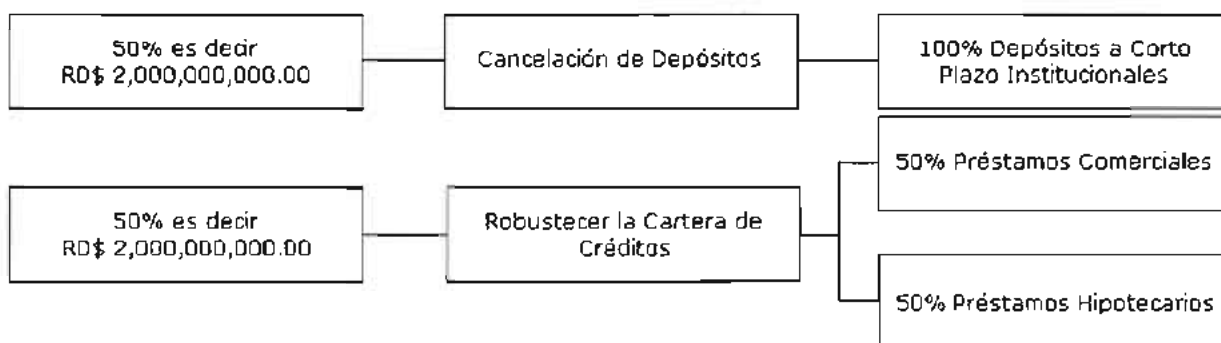 50% es decir
RD$ 2,000,000,000.00
Cancelación de Depósitos
100% Depósitos a Corto
Plazo Institucionales
50% Préstamos Comerciales
50% es decir
RD$ 2,000,000,000.00
Robustecer la Cartera de
Créditos
50% Préstamos Hipotecarios